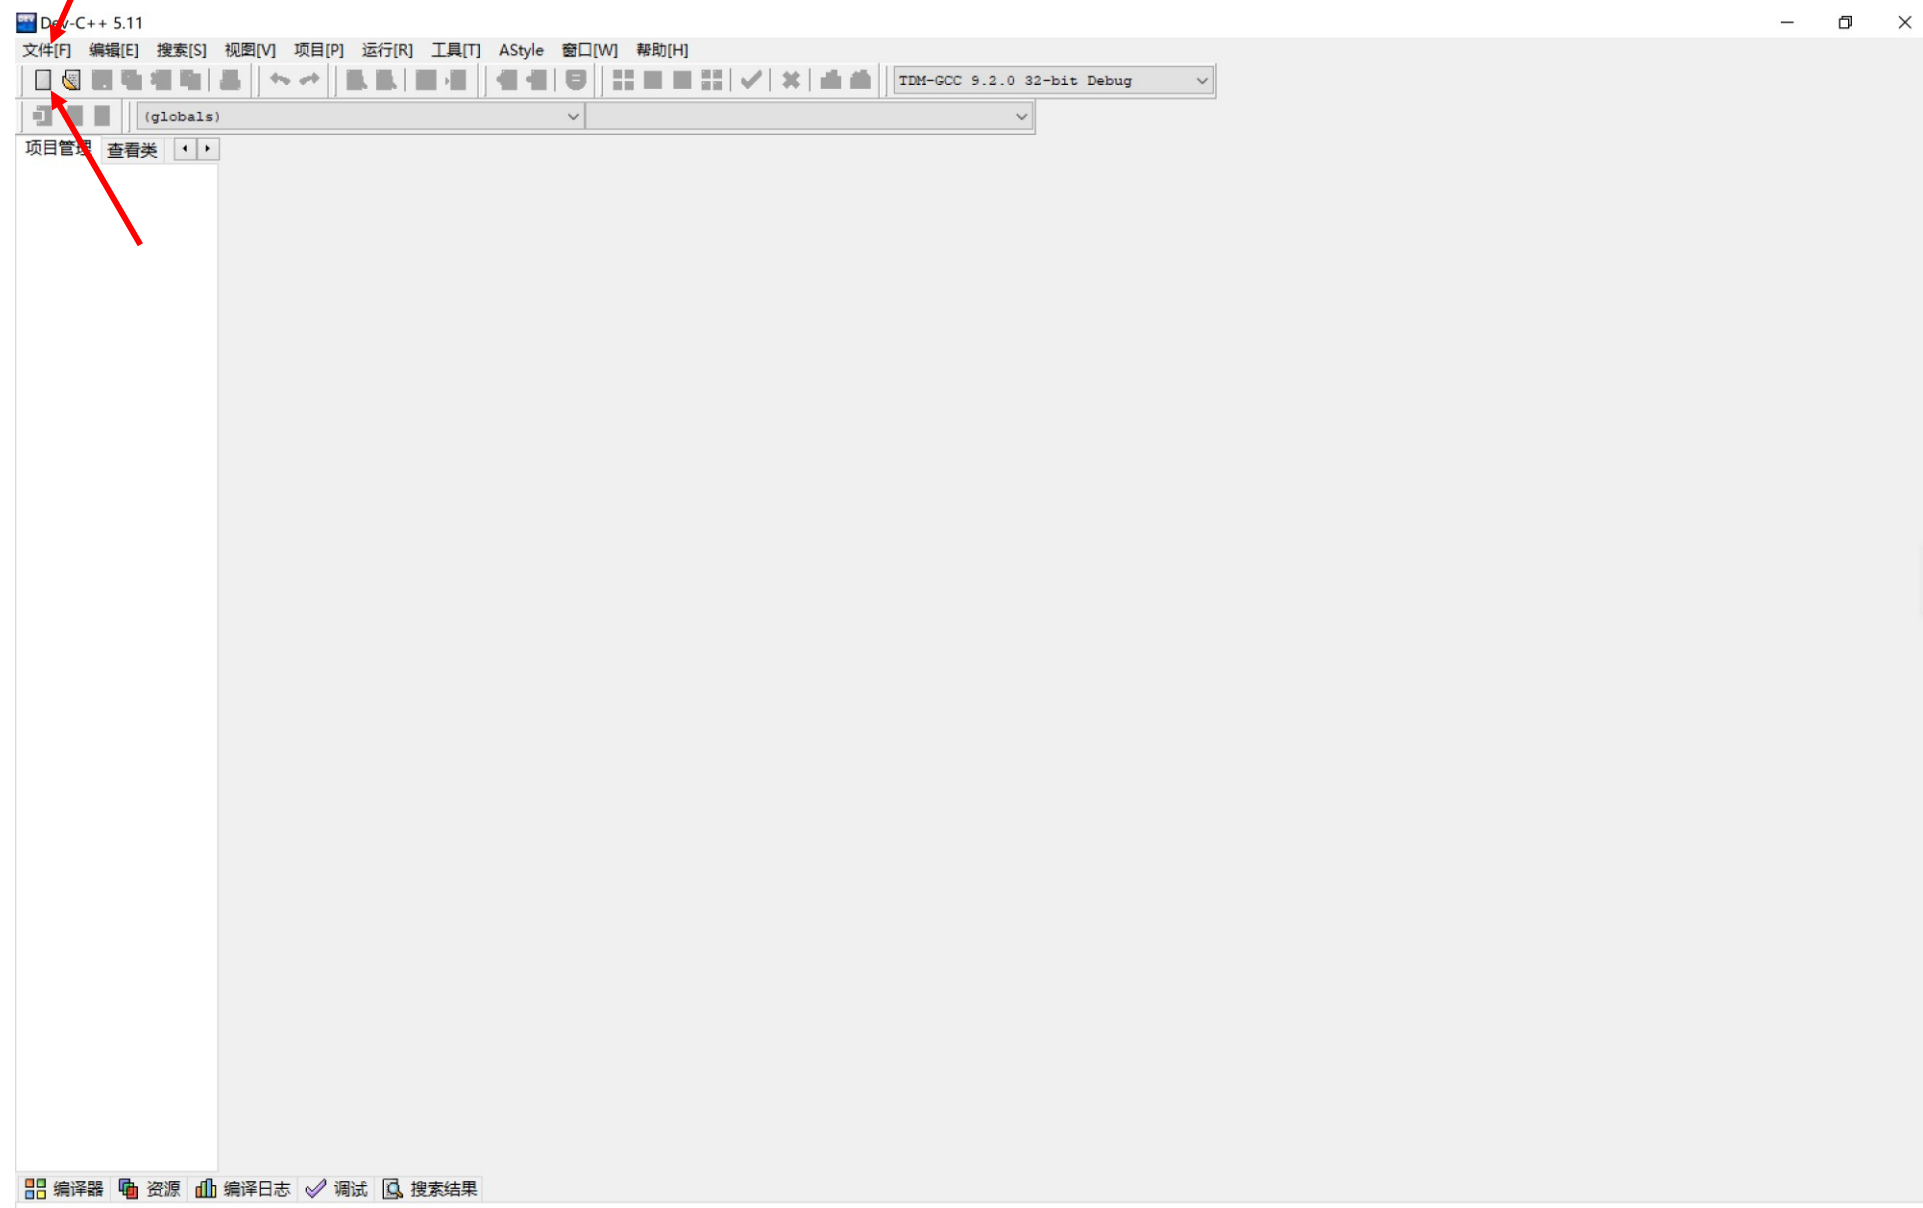 Dev-C++ 5.11
文件[F] 编辑[E] 搜索[S] 视图[V] 项目[P] 运行[R] 工具[T] AStyle 窗口[W] 帮助[H]
TDM-GCC 9.2.0 32-bit Debug
(globals)
项目管理 查看类
编译器 资源 编译日志 调试 搜索结果